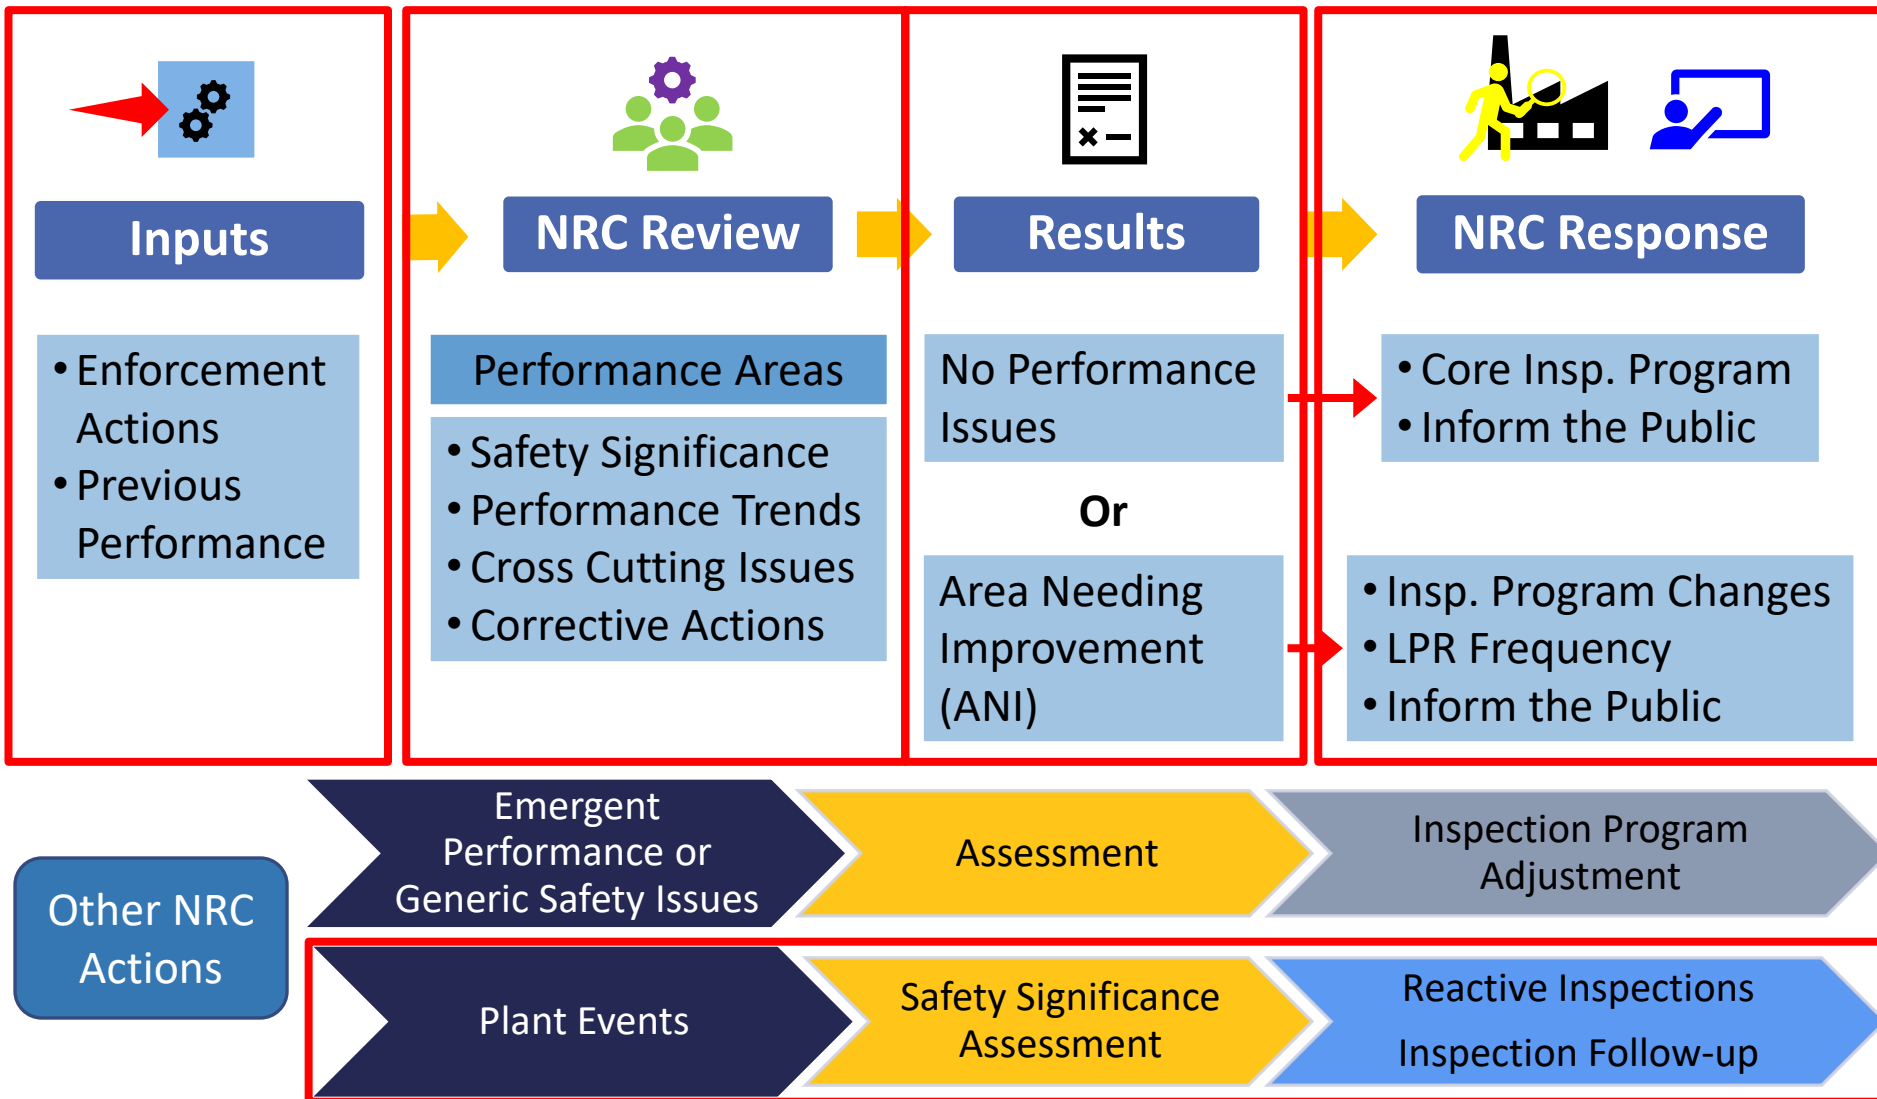 Inputs
• Enforcement
Actions
• Previous
Performance
NRC Review
Performance Areas
• Safety Significance
• Performance Trends
• Cross Cutting Issues
• Corrective Actions
Results
No Performance
Issues
Or
Area Needing
Improvement
(ANI)
NRC Response
• Core Insp. Program
• Inform the Public
• Insp. Program Changes
• LPR Frequency
• Inform the Public
Other NRC
Actions
Emergent
Performance or
Generic Safety Issues
Assessment
Inspection Program
Adjustment
Plant Events
Safety Significance
Assessment
Reactive Inspections
Inspection Follow-up